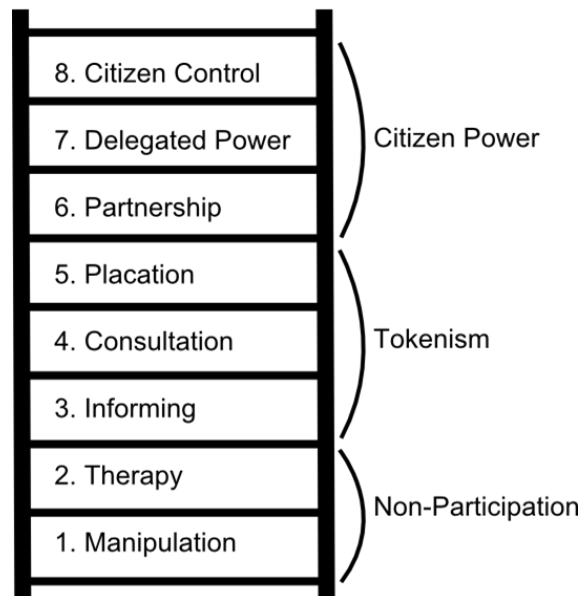 8. Citizen Control
7. Delegated Power
Citizen Power
6. Partnership
5. Placation
4. Consultation
Tokenism
3. Informing
2. Therapy
Non-Participation
1. Manipulation